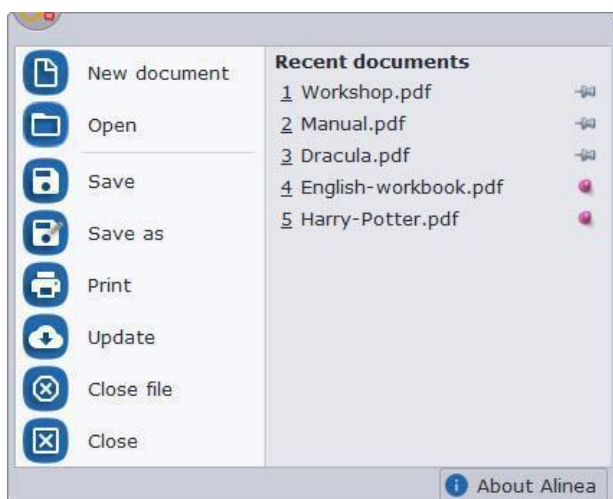 New document
Open
Save
Save as
Print
Update
Close file
Close
Recent documents
1 Workshop.pdf
2 Manual.pdf
3 Dracula.pdf
4 English-workbook.pdf
5 Harry-Potter.pdf
About Alinea